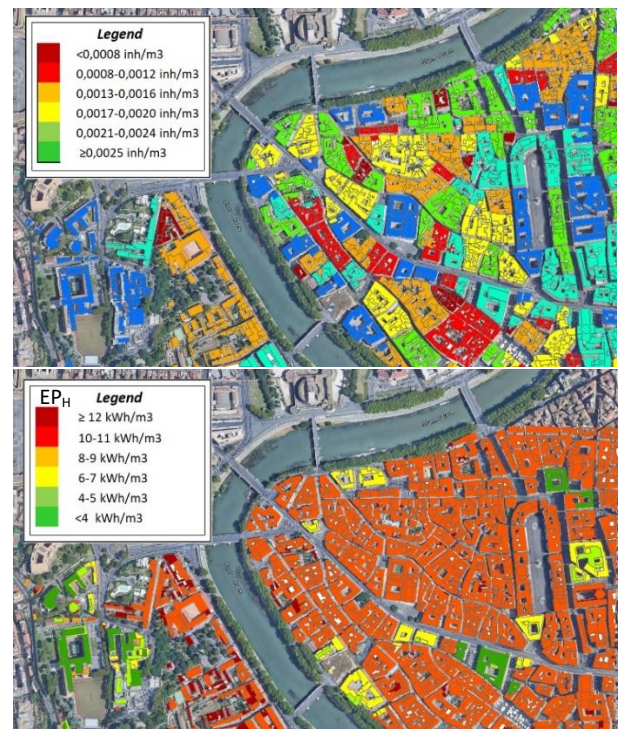 Legend
<0,0008 inh/m3
0,0008-0,0012 inh/m3
0,0013-0,0016 inh/m3
0,0017-0,0020 inh/m3
0,0021-0,0024 inh/m3
≥0,0025 inh/m3
EPH
Legend
≥ 12 kWh/m3
10-11 kWh/m3
8-9 kWh/m3
6-7 kWh/m3
4-5 kWh/m3
<4 kWh/m3